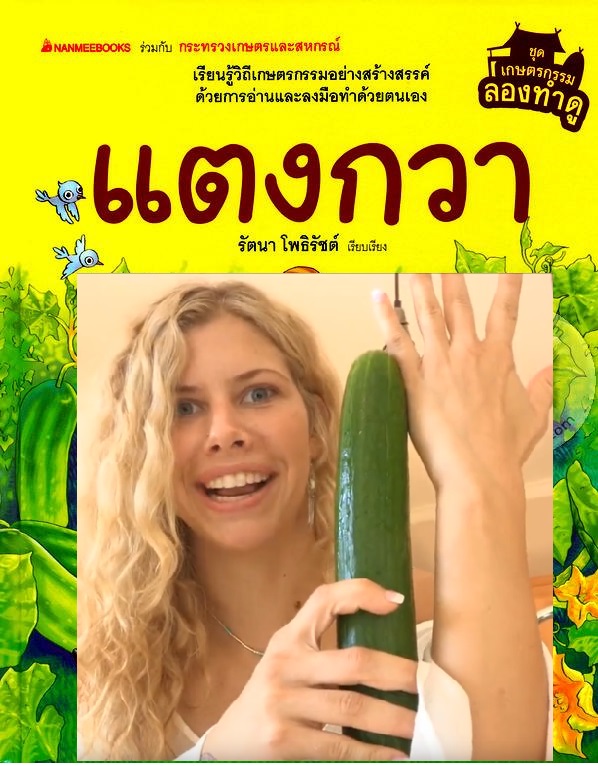 NANMEEBOOKS ร่วมกับ กระทรวงเกษตรและสหกรณ์
เรียนรู้วิถีเกษตรกรรมอย่างสร้างสรรค์
ด้วยการอ่านและลงมือทำด้วยตนเอง
ชุด
เกษตรกรรม
ลองทำดู
แตงกวา
รัตนา โพธิรัชต์ เรียบเรียง
om